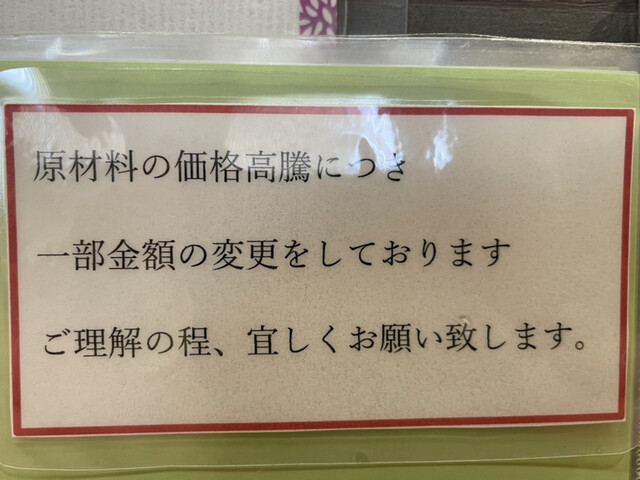 原材料の価格高騰につき
一部金額の変更をしております
ご理解の程、宜しくお願い致します。